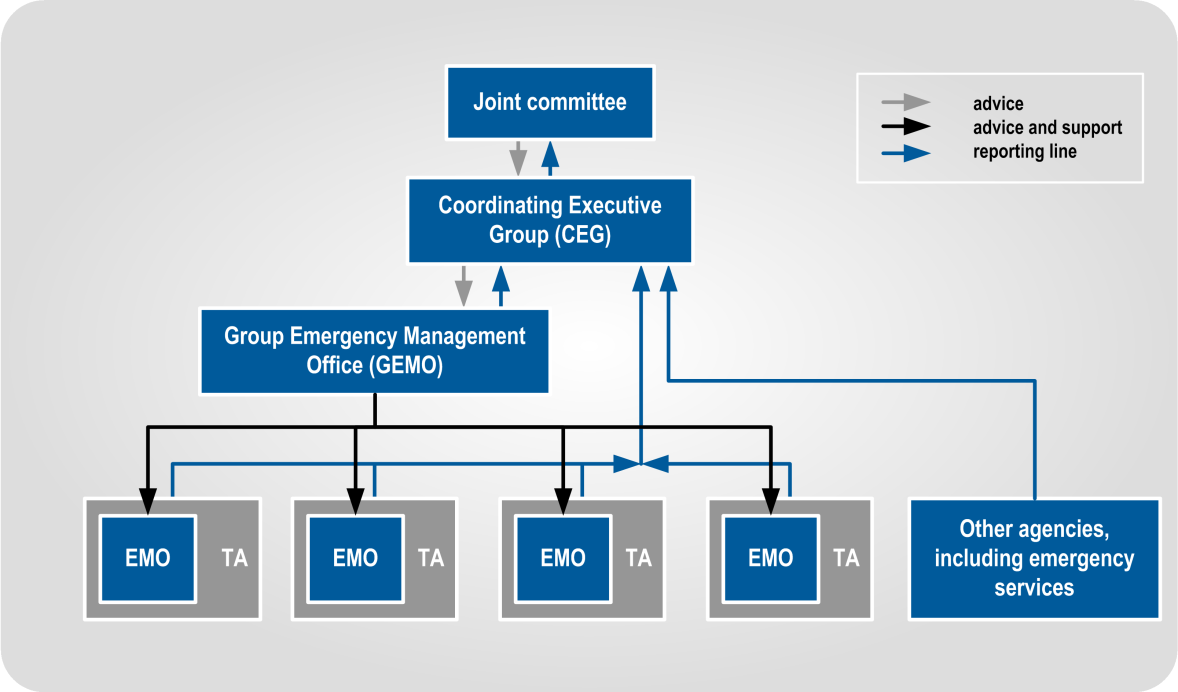 Joint committee
advice
advice and support
reporting line
Coordinating Executive
Group (CEG)
Group Emergency Management
Office (GEMO)
EMO
TA
EMO
TA
EMO
TA
EMO
TA
Other agencies,
including emergency
services